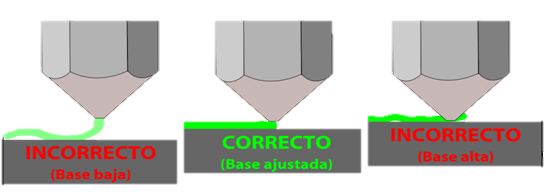 INCORRECTO
(Base baja)
CORRECTO
(Base ajustada)
INCORRECTO
(Base alta)